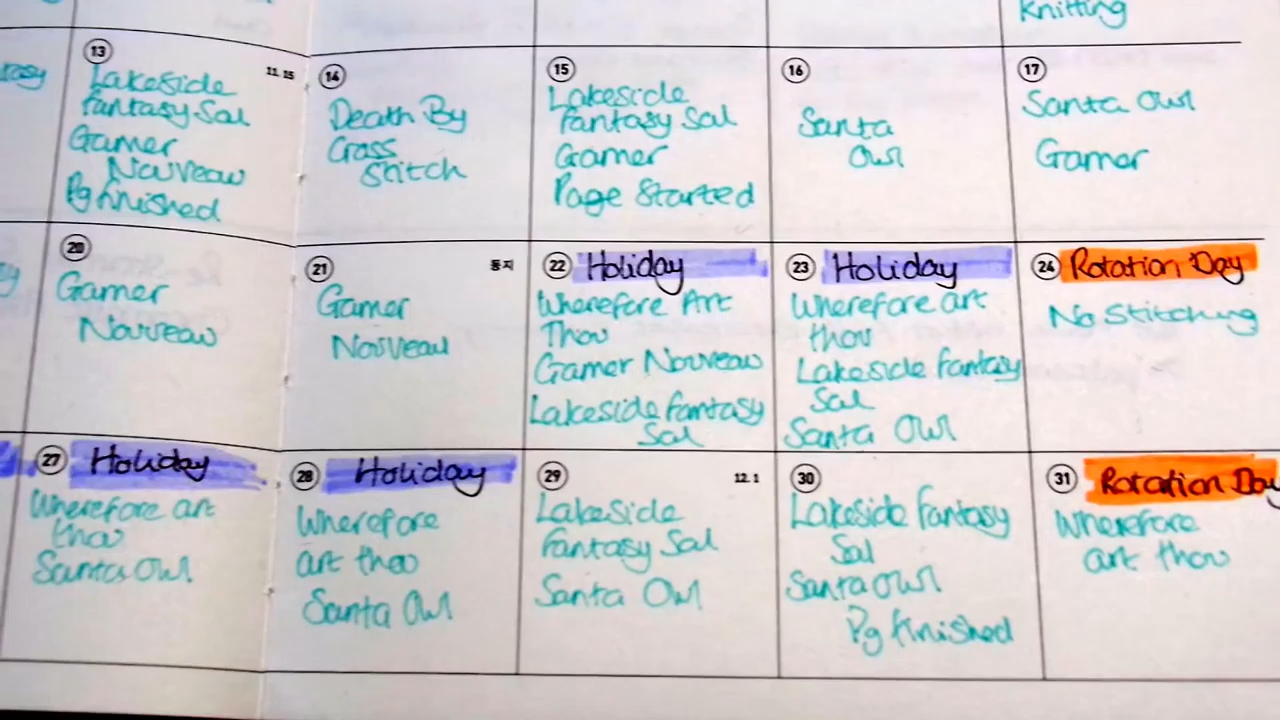 Knitting
13
11. 15
Lakeside
Fantasy Sal
Gamer
Nouveau
Pg finished
14
Death By
Cross
Stitch
15
Lakeside
Fantasy Sal
Gamer
Page Started
16
Santa
Owl
17
Santa Owl
Gamer
20
Gamer
Nouveau
21
동지
Gamer
Nouveau
22 Holiday
Wherefore Art
Thou
Gamer Nouveau
Lakeside Fantasy
Sal
23 Holiday
Wherefore art
thou
Lakeside Fantasy
Sal
Santa Owl
24 Rotation Day
No Stitching
27 Holiday
Wherefore art
thou
Santa Owl
28 Holiday
Wherefore
art thou
Santa Owl
29
12. 1
Lakeside
Fantasy Sal
Santa Owl
30
Lakeside Fantasy
Sal
Santa Owl
Pg finished
31 Rotation Day
Wherefore
art thou